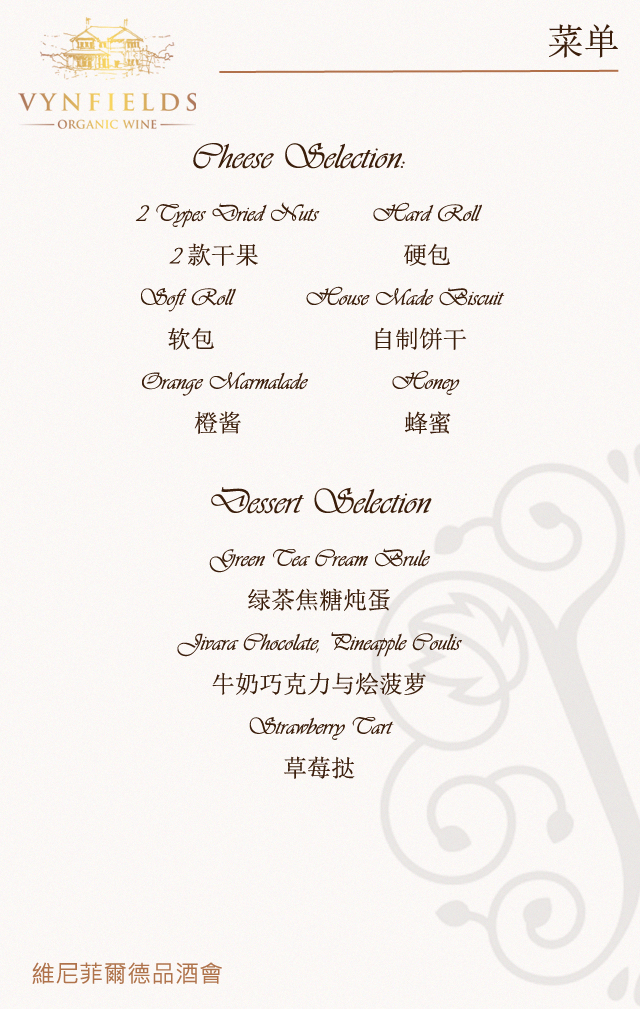 菜单
VYNFIELDS
ORGANIC WINE
Cheese Selection:
2 Types Dried Nuts Hard Roll
2 款干果 硬包
Soft Roll House Made Biscuit
软包 自制饼干
Orange Marmalade Honey
橙酱 蜂蜜
Dessert Selection
Green Tea Cream Brule
绿茶焦糖炖蛋
Jivara Chocolate, Pineapple Coulis
牛奶巧克力与烩菠萝
Strawberry Tart
草莓挞
維尼菲爾德品酒會